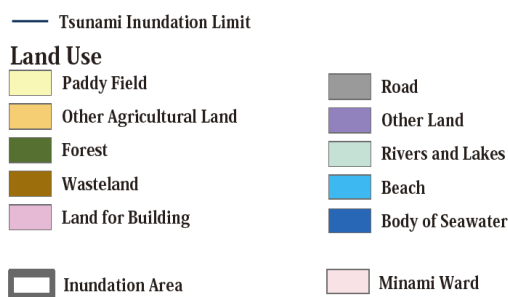 Tsunami Inundation Limit
Land Use
Paddy Field
Other Agricultural Land
Forest
Wasteland
Land for Building
Road
Other Land
Rivers and Lakes
Beach
Body of Seawater
Inundation Area
Minami Ward